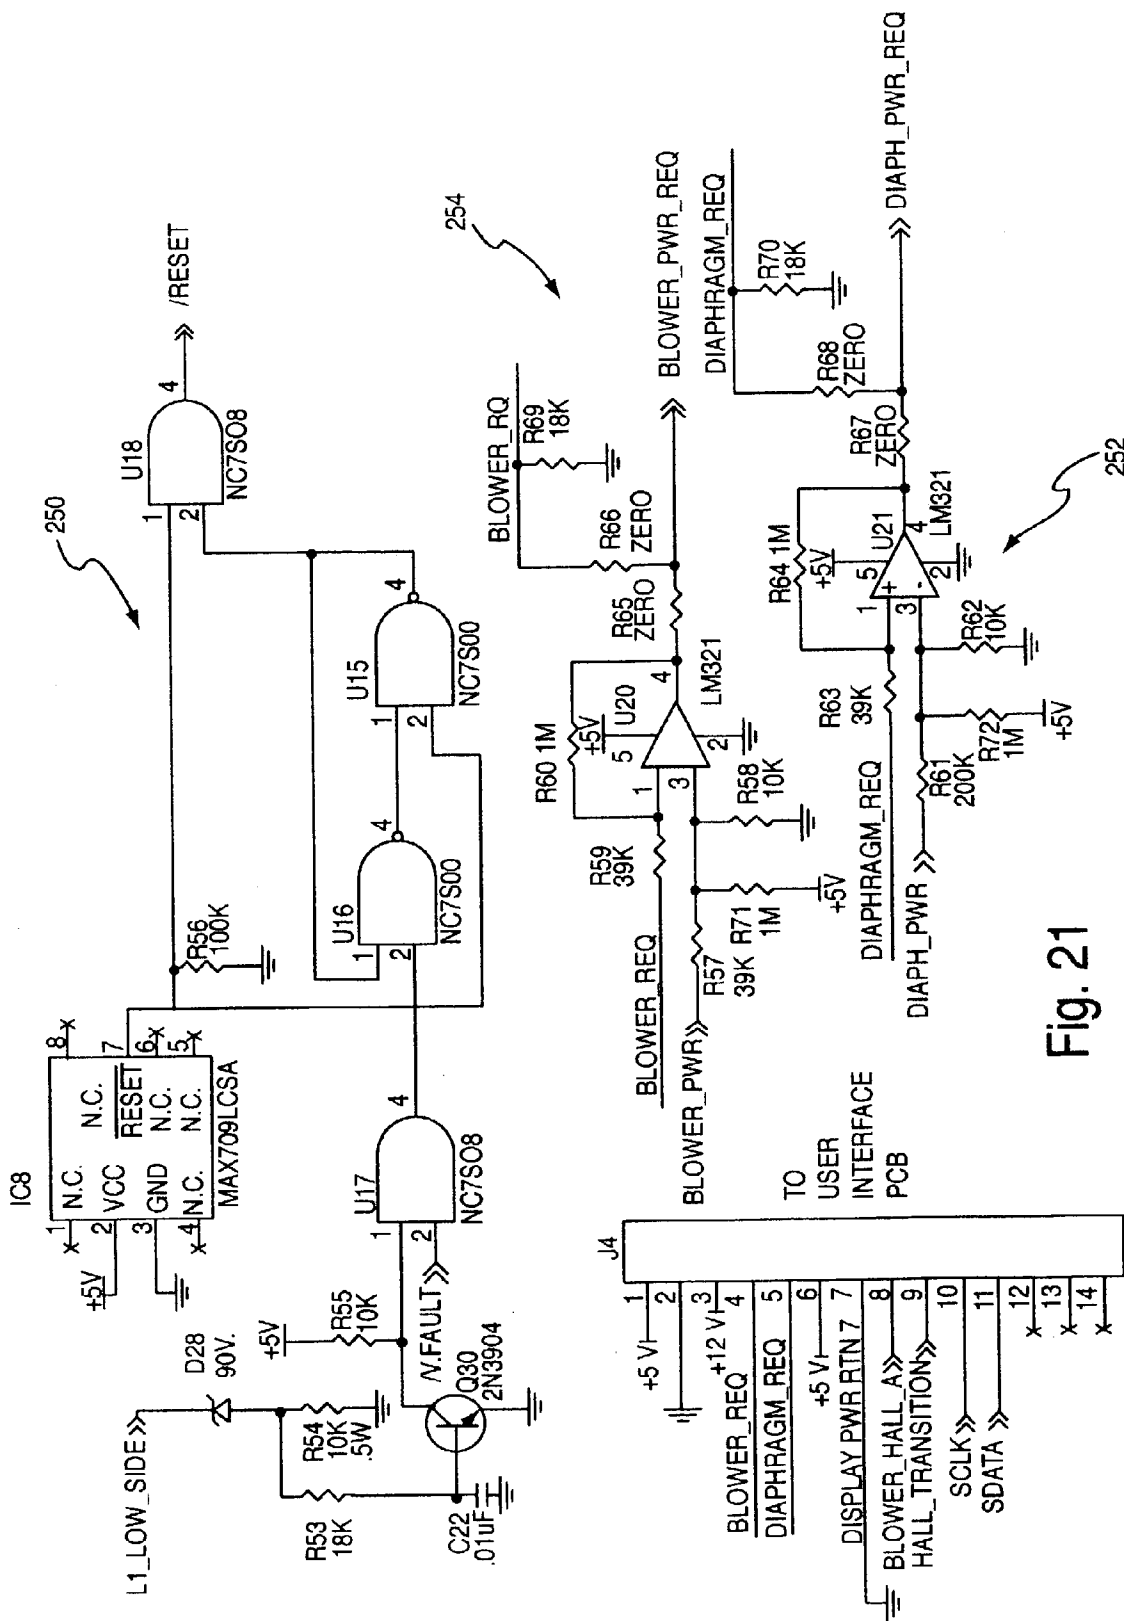 250
IC8
1
N.C.
2
VCC
3
GND
4
N.C.
N.C.
8
RESET
7
N.C.
6
N.C.
5
MAX709LCSA
+5V
R56
100K
U18
1
2
4
NC7SO8
/RESET
L1_LOW_SIDE
D28
90V.
+5V
R55
10K
R54
10K
.5W
R53
18K
C22
.01uF
Q30
2N3904
/V.FAULT
U17
1
2
4
NC7SO8
U16
1
2
4
NC7S00
U15
1
2
4
NC7S00
254
BLOWER_REQ
R59
39K
R60 1M
+5V
U20
5
1
3
2
4
LM321
BLOWER_PWR
R57
39K
R71
1M
+5V
R58
10K
R65
ZERO
R66
ZERO
BLOWER_RQ
R69
18K
BLOWER_PWR_REQ
DIAPHRAGM_REQ
R63
39K
R64 1M
+5V
U21
5
1
+
3
-
2
4
LM321
DIAPH_PWR
R61
200K
R72
1M
+5V
R62
10K
R67
ZERO
R68
ZERO
DIAPHRAGM_REQ
R70
18K
DIAPH_PWR_REQ
252
J4
TO
USER
INTERFACE
PCB
+5 V
1
2
+12 V
3
BLOWER_REQ
4
DIAPHRAGM_REQ
5
+5 V
6
DISPLAY PWR RTN 7
7
BLOWER_HALL_A
8
HALL_TRANSITION
9
SCLK
10
SDATA
11
12
13
14
Fig. 21